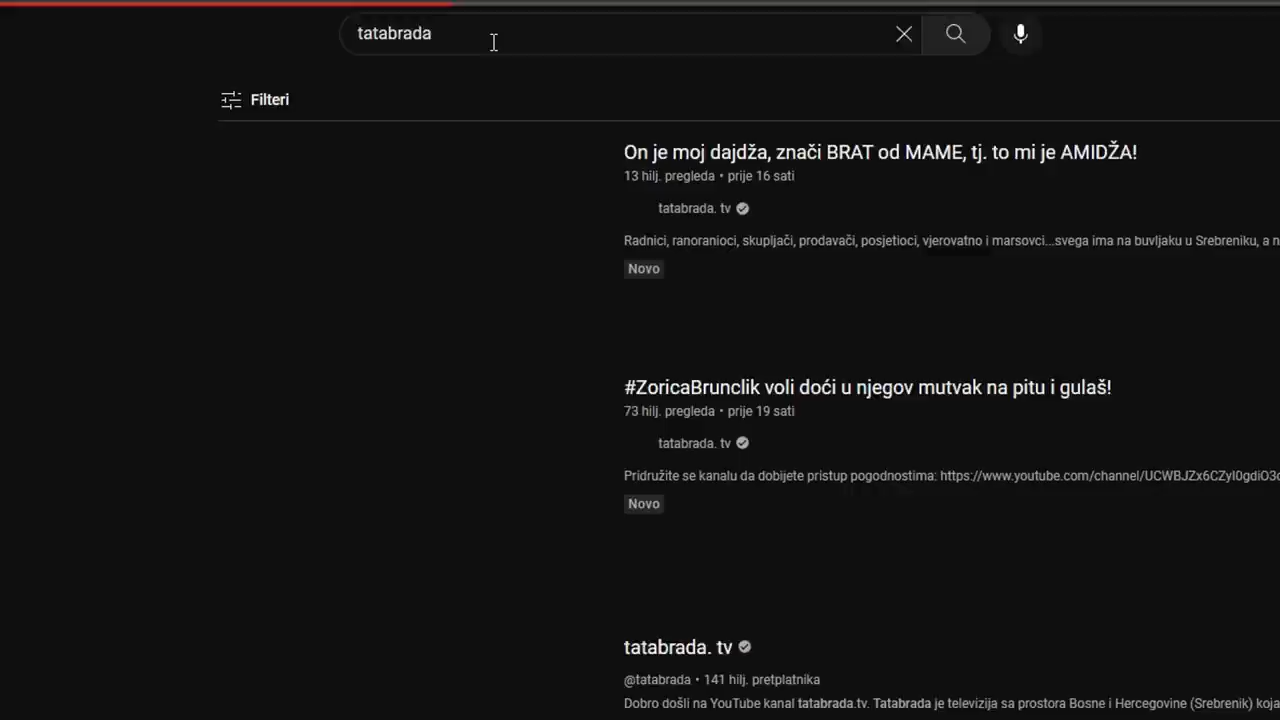 tatabrada
Filteri
On je moj dajdža, znači BRAT od MAME, tj. to mi je AMIDŽA!
13 hilj. pregleda • prije 16 sati
tatabrada. tv
Radnici, ranoranioci, skupljači, prodavači, posjetioci, vjerovatno i marsovci...svega ima na buvljaku u Srebreniku, a n
Novo
#ZoricaBrunclik voli doći u njegov mutvak na pitu i gulaš!
73 hilj. pregleda • prije 19 sati
tatabrada. tv
Pridružite se kanalu da dobijete pristup pogodnostima: https://www.youtube.com/channel/UCWBJZx6CZyI0gdiO3
Novo
tatabrada. tv
@tatabrada • 141 hilj. pretplatnika
Dobro došli na YouTube kanal tatabrada.tv. Tatabrada je televizija sa prostora Bosne i Hercegovine (Srebrenik) koja